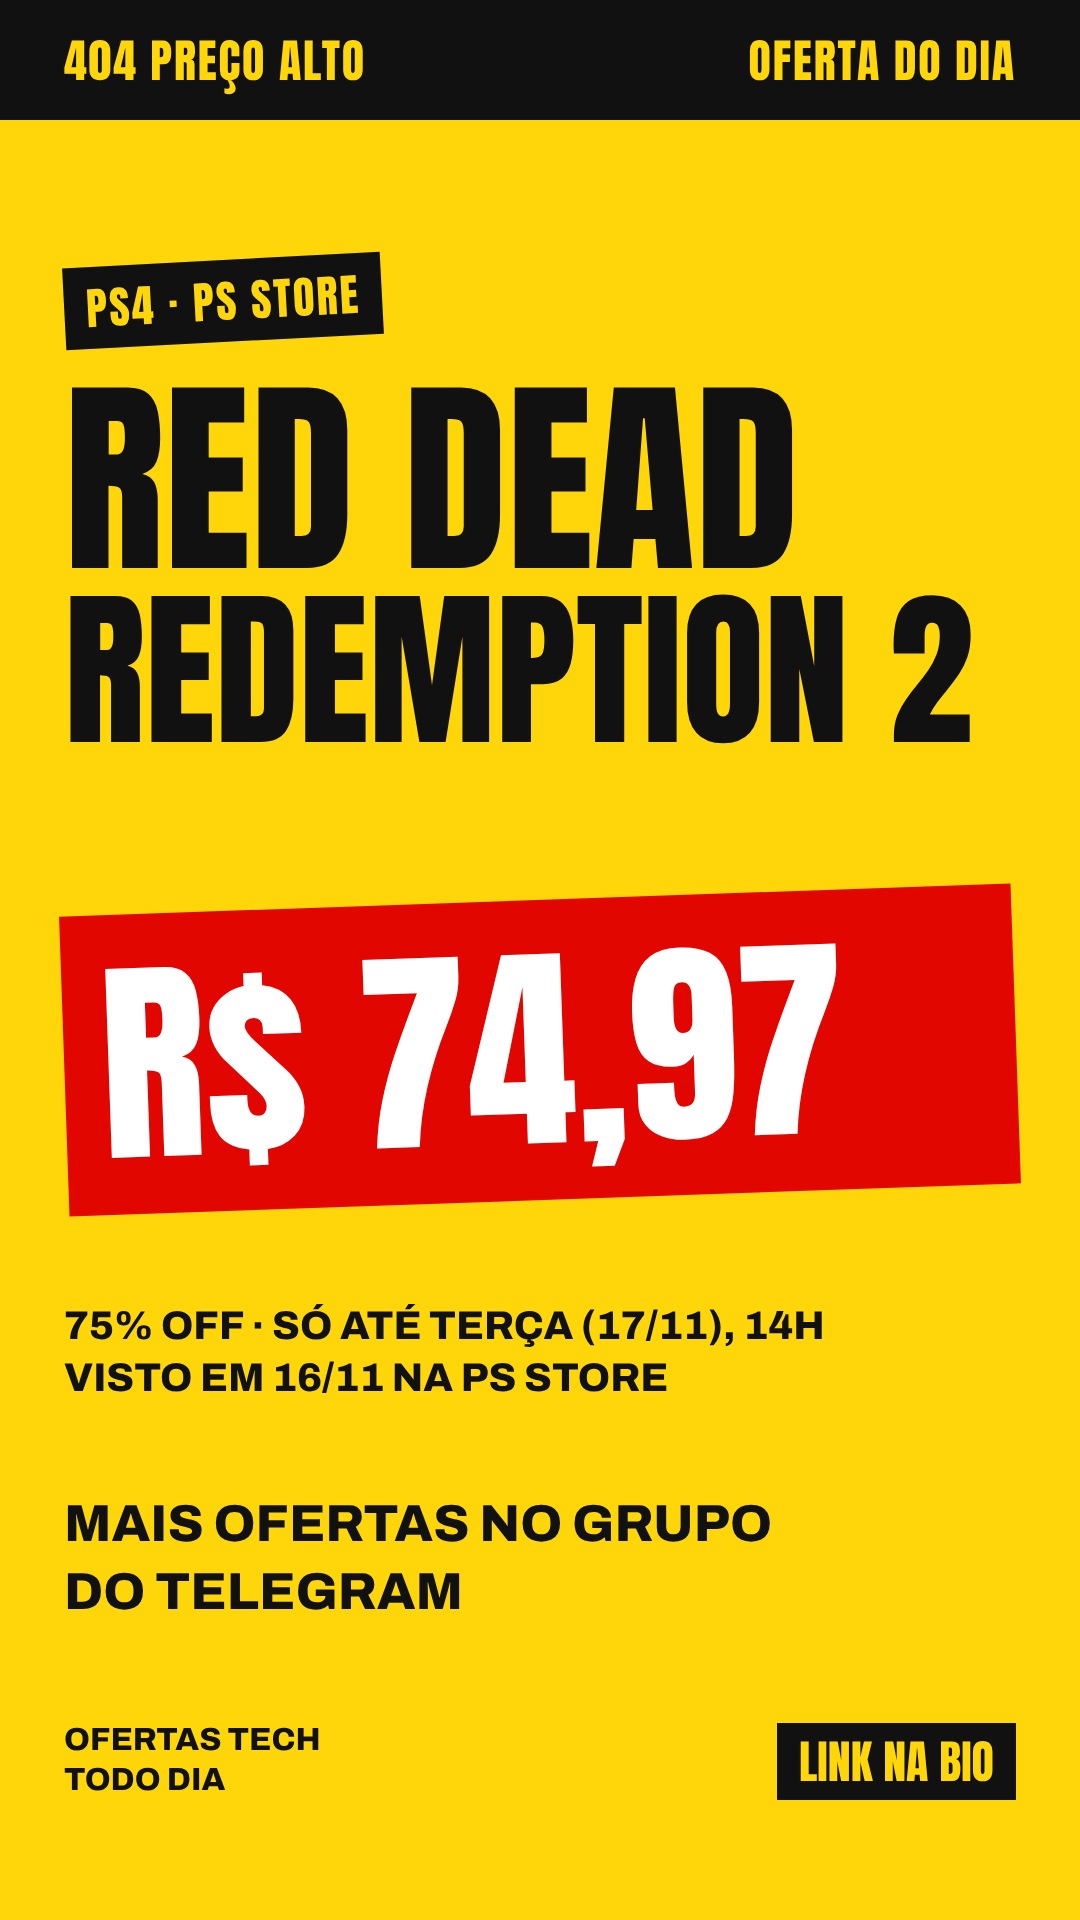 404 PREÇO ALTO
OFERTA DO DIA
PS4 · PS STORE
RED DEAD
REDEMPTION 2
R$ 74,97
75% OFF · SÓ ATÉ TERÇA (17/11), 14H
VISTO EM 16/11 NA PS STORE
MAIS OFERTAS NO GRUPO
DO TELEGRAM
OFERTAS TECH
TODO DIA
LINK NA BIO